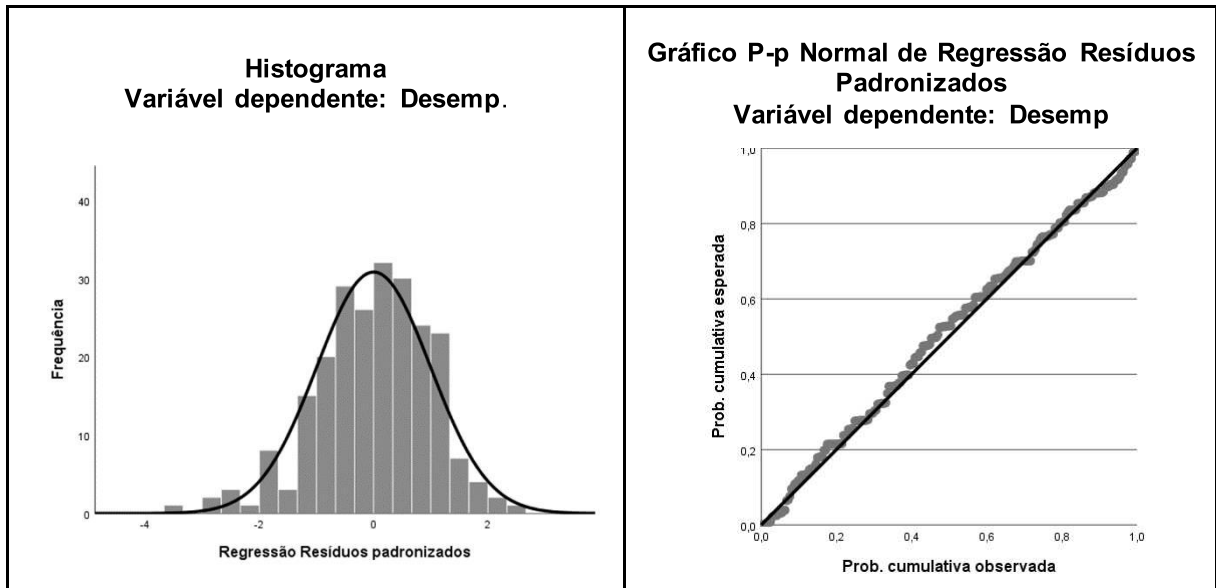 Histograma
Variável dependente: Desemp.
40
30
20
10
0
Frequência
-4
-2
0
2
Regressão Resíduos padronizados
Gráfico P-p Normal de Regressão Resíduos
Padronizados
Variável dependente: Desemp
1,0
0,8
0,6
0,4
0,2
0,0
Prob. cumulativa esperada
0,0
0,2
0,4
0,6
0,8
1,0
Prob. cumulativa observada